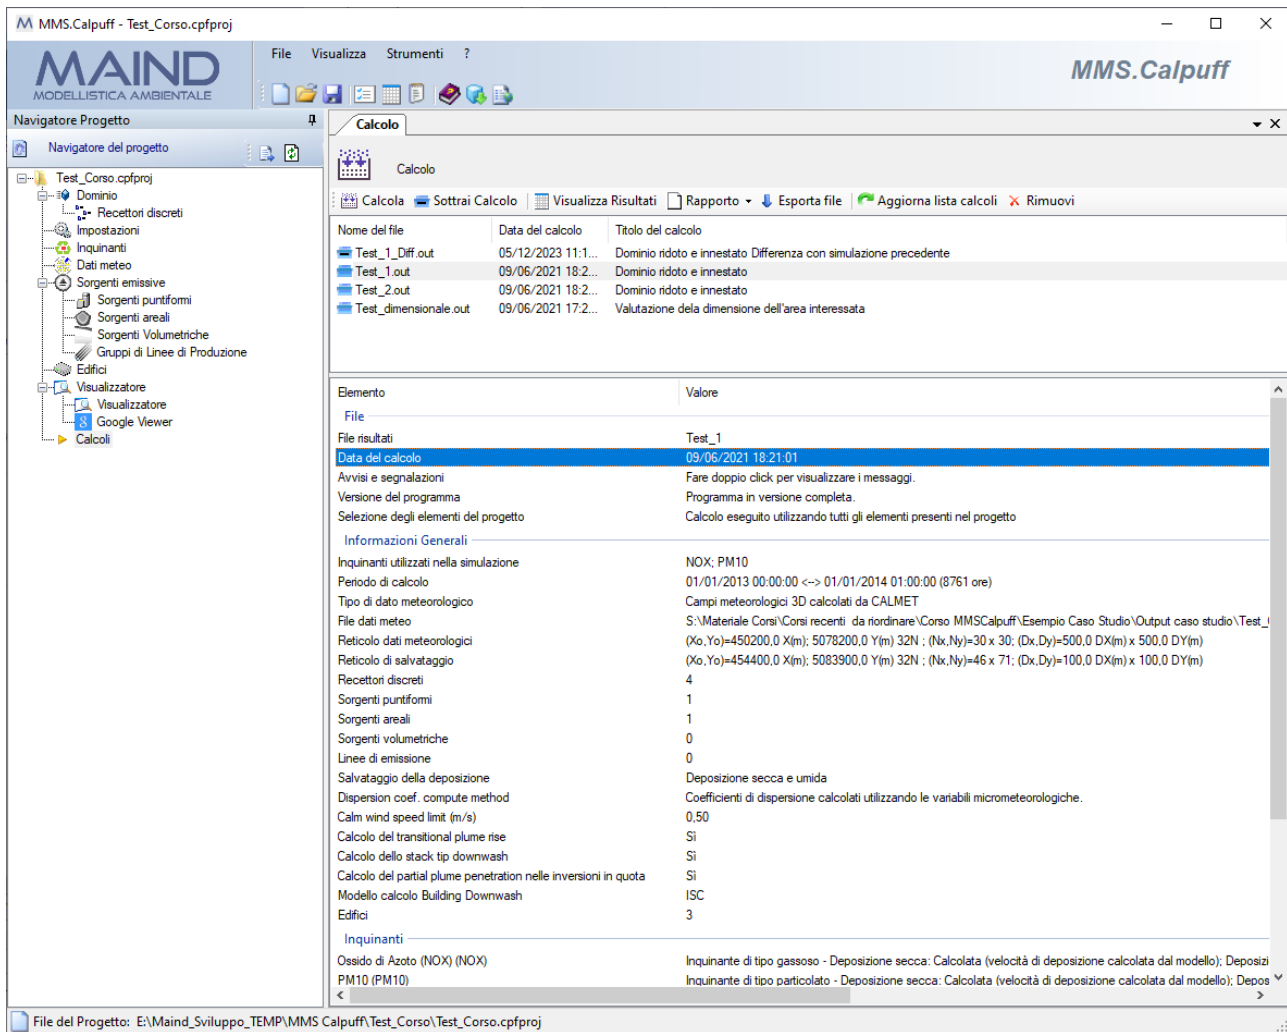 MMS.Calpuff - Test_Corso.cpfproj
MAIND
MODELLISTICA AMBIENTALE
File Visualizza Strumenti ?
MMS.Calpuff
Navigatore Progetto
Navigatore del progetto
Test_Corso.cpfproj
Dominio
Recettori discreti
Impostazioni
Inquinanti
Dati meteo
Sorgenti emissive
Sorgenti puntiformi
Sorgenti areali
Sorgenti Volumetriche
Gruppi di Linee di Produzione
Edifici
Visualizzatore
Visualizzatore
Google Viewer
Calcoli
Calcolo
Calcolo
Calcola Sottrai Calcolo Visualizza Risultati Rapporto Esporta file Aggiorna lista calcoli Rimuovi
Nome del file Data del calcolo Titolo del calcolo
Test_1_Diff.out 05/12/2023 11:1... Dominio ridoto e innestato Differenza con simulazione precedente
Test_1.out 09/06/2021 18:2... Dominio ridoto e innestato
Test_2.out 09/06/2021 18:2... Dominio ridoto e innestato
Test_dimensionale.out 09/06/2021 17:2... Valutazione dela dimensione dell'area interessata
Elemento Valore
File
File risultati Test_1
Data del calcolo 09/06/2021 18:21:01
Avvisi e segnalazioni Fare doppio click per visualizzare i messaggi.
Versione del programma Programma in versione completa.
Selezione degli elementi del progetto Calcolo eseguito utilizzando tutti gli elementi presenti nel progetto
Informazioni Generali
Inquinanti utilizzati nella simulazione NOX; PM10
Periodo di calcolo 01/01/2013 00:00:00 <--> 01/01/2014 01:00:00 (8761 ore)
Tipo di dato meteorologico Campi meteorologici 3D calcolati da CALMET
File dati meteo S:\Materiale Corsi\Corsi recenti da riordinare\Corso MMSCalpuff\Esempio Caso Studio\Output caso studio\Test_(
Reticolo dati meteorologici (Xo,Yo)=450200,0 X(m); 5078200,0 Y(m) 32N ; (Nx,Ny)=30 x 30; (Dx,Dy)=500,0 DX(m) x 500,0 DY(m)
Reticolo di salvataggio (Xo,Yo)=454400,0 X(m); 5083900,0 Y(m) 32N ; (Nx,Ny)=46 x 71; (Dx,Dy)=100,0 DX(m) x 100,0 DY(m)
Recettori discreti 4
Sorgenti puntiformi 1
Sorgenti areali 1
Sorgenti volumetriche 0
Linee di emissione 0
Salvataggio della deposizione Deposizione secca e umida
Dispersion coef. compute method Coefficienti di dispersione calcolati utilizzando le variabili micrometeorologiche.
Calm wind speed limit (m/s) 0,50
Calcolo del transitional plume rise Sì
Calcolo dello stack tip downwash Sì
Calcolo del partial plume penetration nelle inversioni in quota Sì
Modello calcolo Building Downwash ISC
Edifici 3
Inquinanti
Ossido di Azoto (NOX) (NOX) Inquinante di tipo gassoso - Deposizione secca: Calcolata (velocità di deposizione calcolata dal modello); Deposizi
PM10 (PM10) Inquinante di tipo particolato - Deposizione secca: Calcolata (velocità di deposizione calcolata dal modello); Depos
File del Progetto: E:\Maind_Sviluppo_TEMP\MMS Calpuff\Test_Corso\Test_Corso.cpfproj